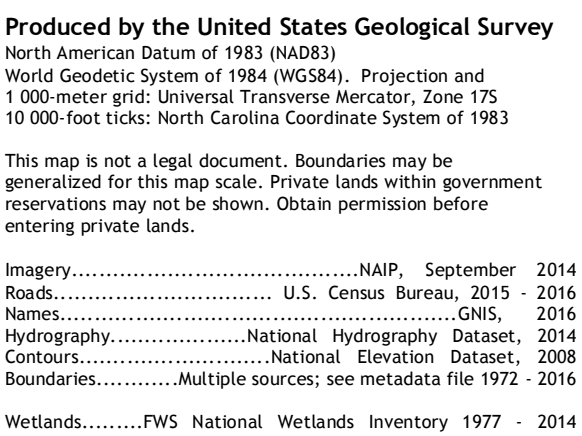 Produced by the United States Geological Survey
North American Datum of 1983 (NAD83)
World Geodetic System of 1984 (WGS84). Projection and
1 000-meter grid: Universal Transverse Mercator, Zone 17S
10 000-foot ticks: North Carolina Coordinate System of 1983
This map is not a legal document. Boundaries may be
generalized for this map scale. Private lands within government
reservations may not be shown. Obtain permission before
entering private lands.
Imagery.......................................NAIP, September 2014
Roads.............................. U.S. Census Bureau, 2015 - 2016
Names......................................................GNIS, 2016
Hydrography...................National Hydrography Dataset, 2014
Contours..........................National Elevation Dataset, 2008
Boundaries............Multiple sources; see metadata file 1972 - 2016
Wetlands.........FWS National Wetlands Inventory 1977 - 2014